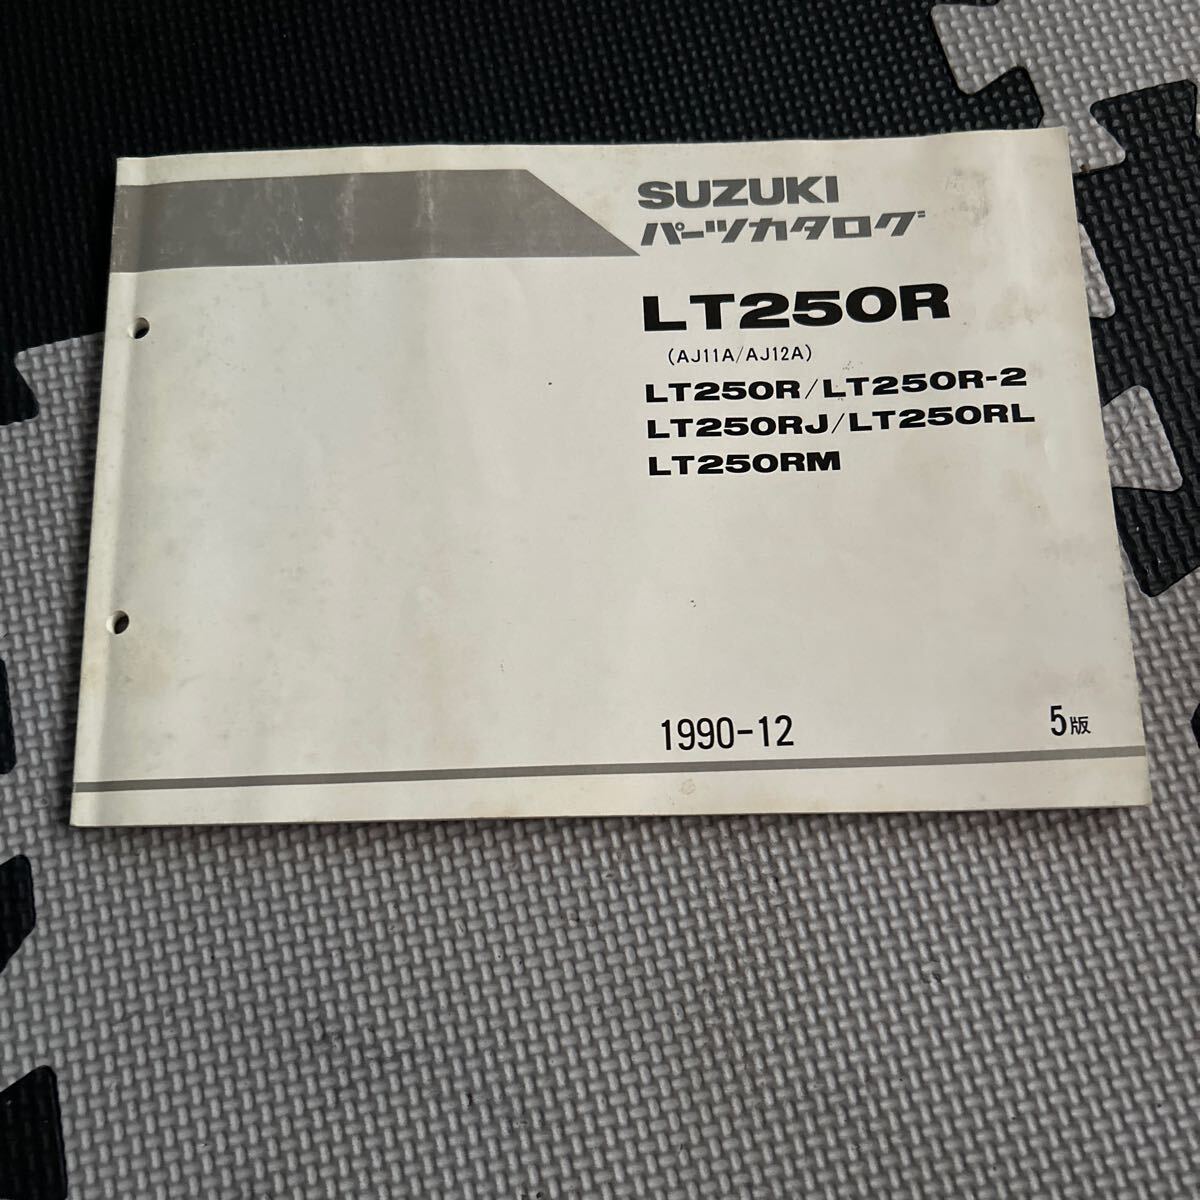 SUZUKI
パーツカタログ
LT250R
(AJ11A/AJ12A)
LT250R/LT250R-2
LT250RJ/LT250RL
LT250RM
1990-12 5版